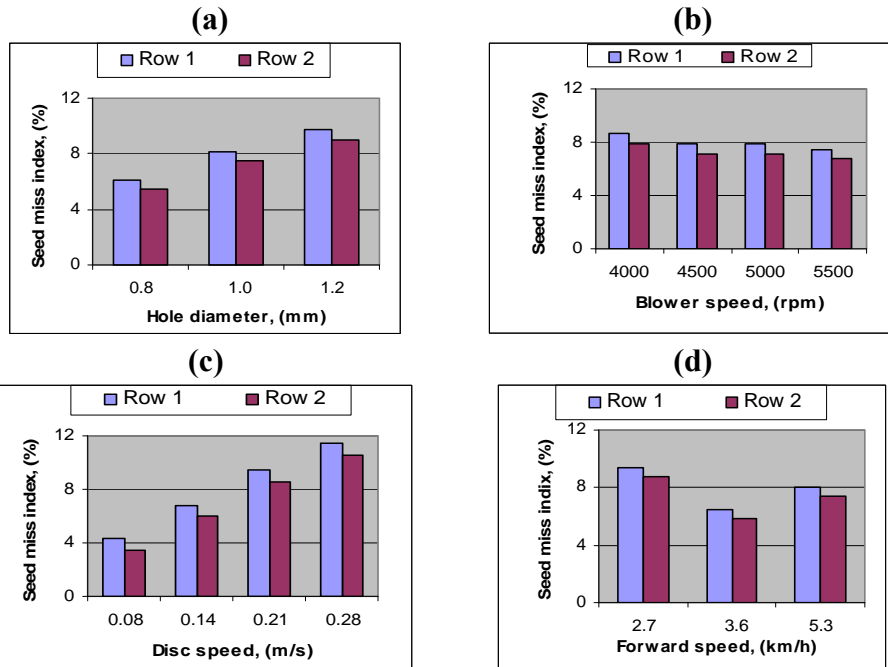 (a)
Row 1 Row 2
12
8
4
0
Seed miss index, (%)
0.8 1.0 1.2
Hole diameter, (mm)
(b)
Row 1 Row 2
12
8
4
0
Seed miss index, (%)
4000 4500 5000 5500
Blower speed, (rpm)
(c)
Row 1 Row 2
12
8
4
0
Seed miss index, (%)
0.08 0.14 0.21 0.28
Disc speed, (m/s)
(d)
Row 1 Row 2
12
8
4
0
Seed miss indix, (%)
2.7 3.6 5.3
Forward speed, (km/h)